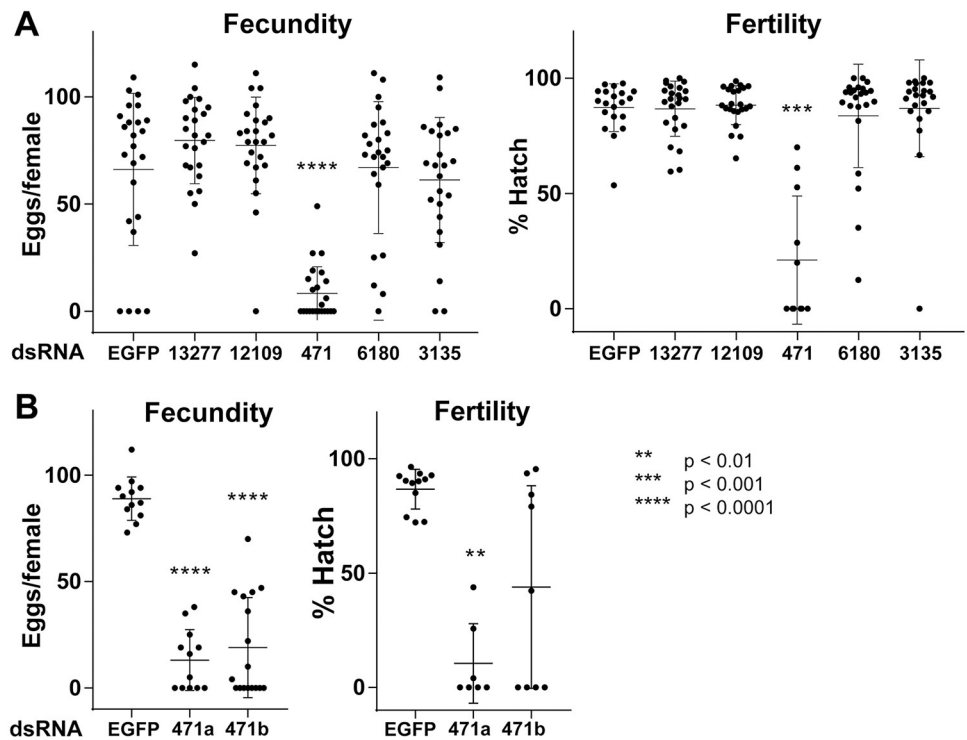 A
Fecundity
Fertility
Eggs/female
100
50
0
****
dsRNA EGFP 13277 12109 471 6180 3135
% Hatch
100
50
0
***
EGFP 13277 12109 471 6180 3135
B
Fecundity
Fertility
Eggs/female
100
50
0
****
****
dsRNA EGFP 471a 471b
% Hatch
100
50
0
**
EGFP 471a 471b
** p < 0.01
*** p < 0.001
**** p < 0.0001